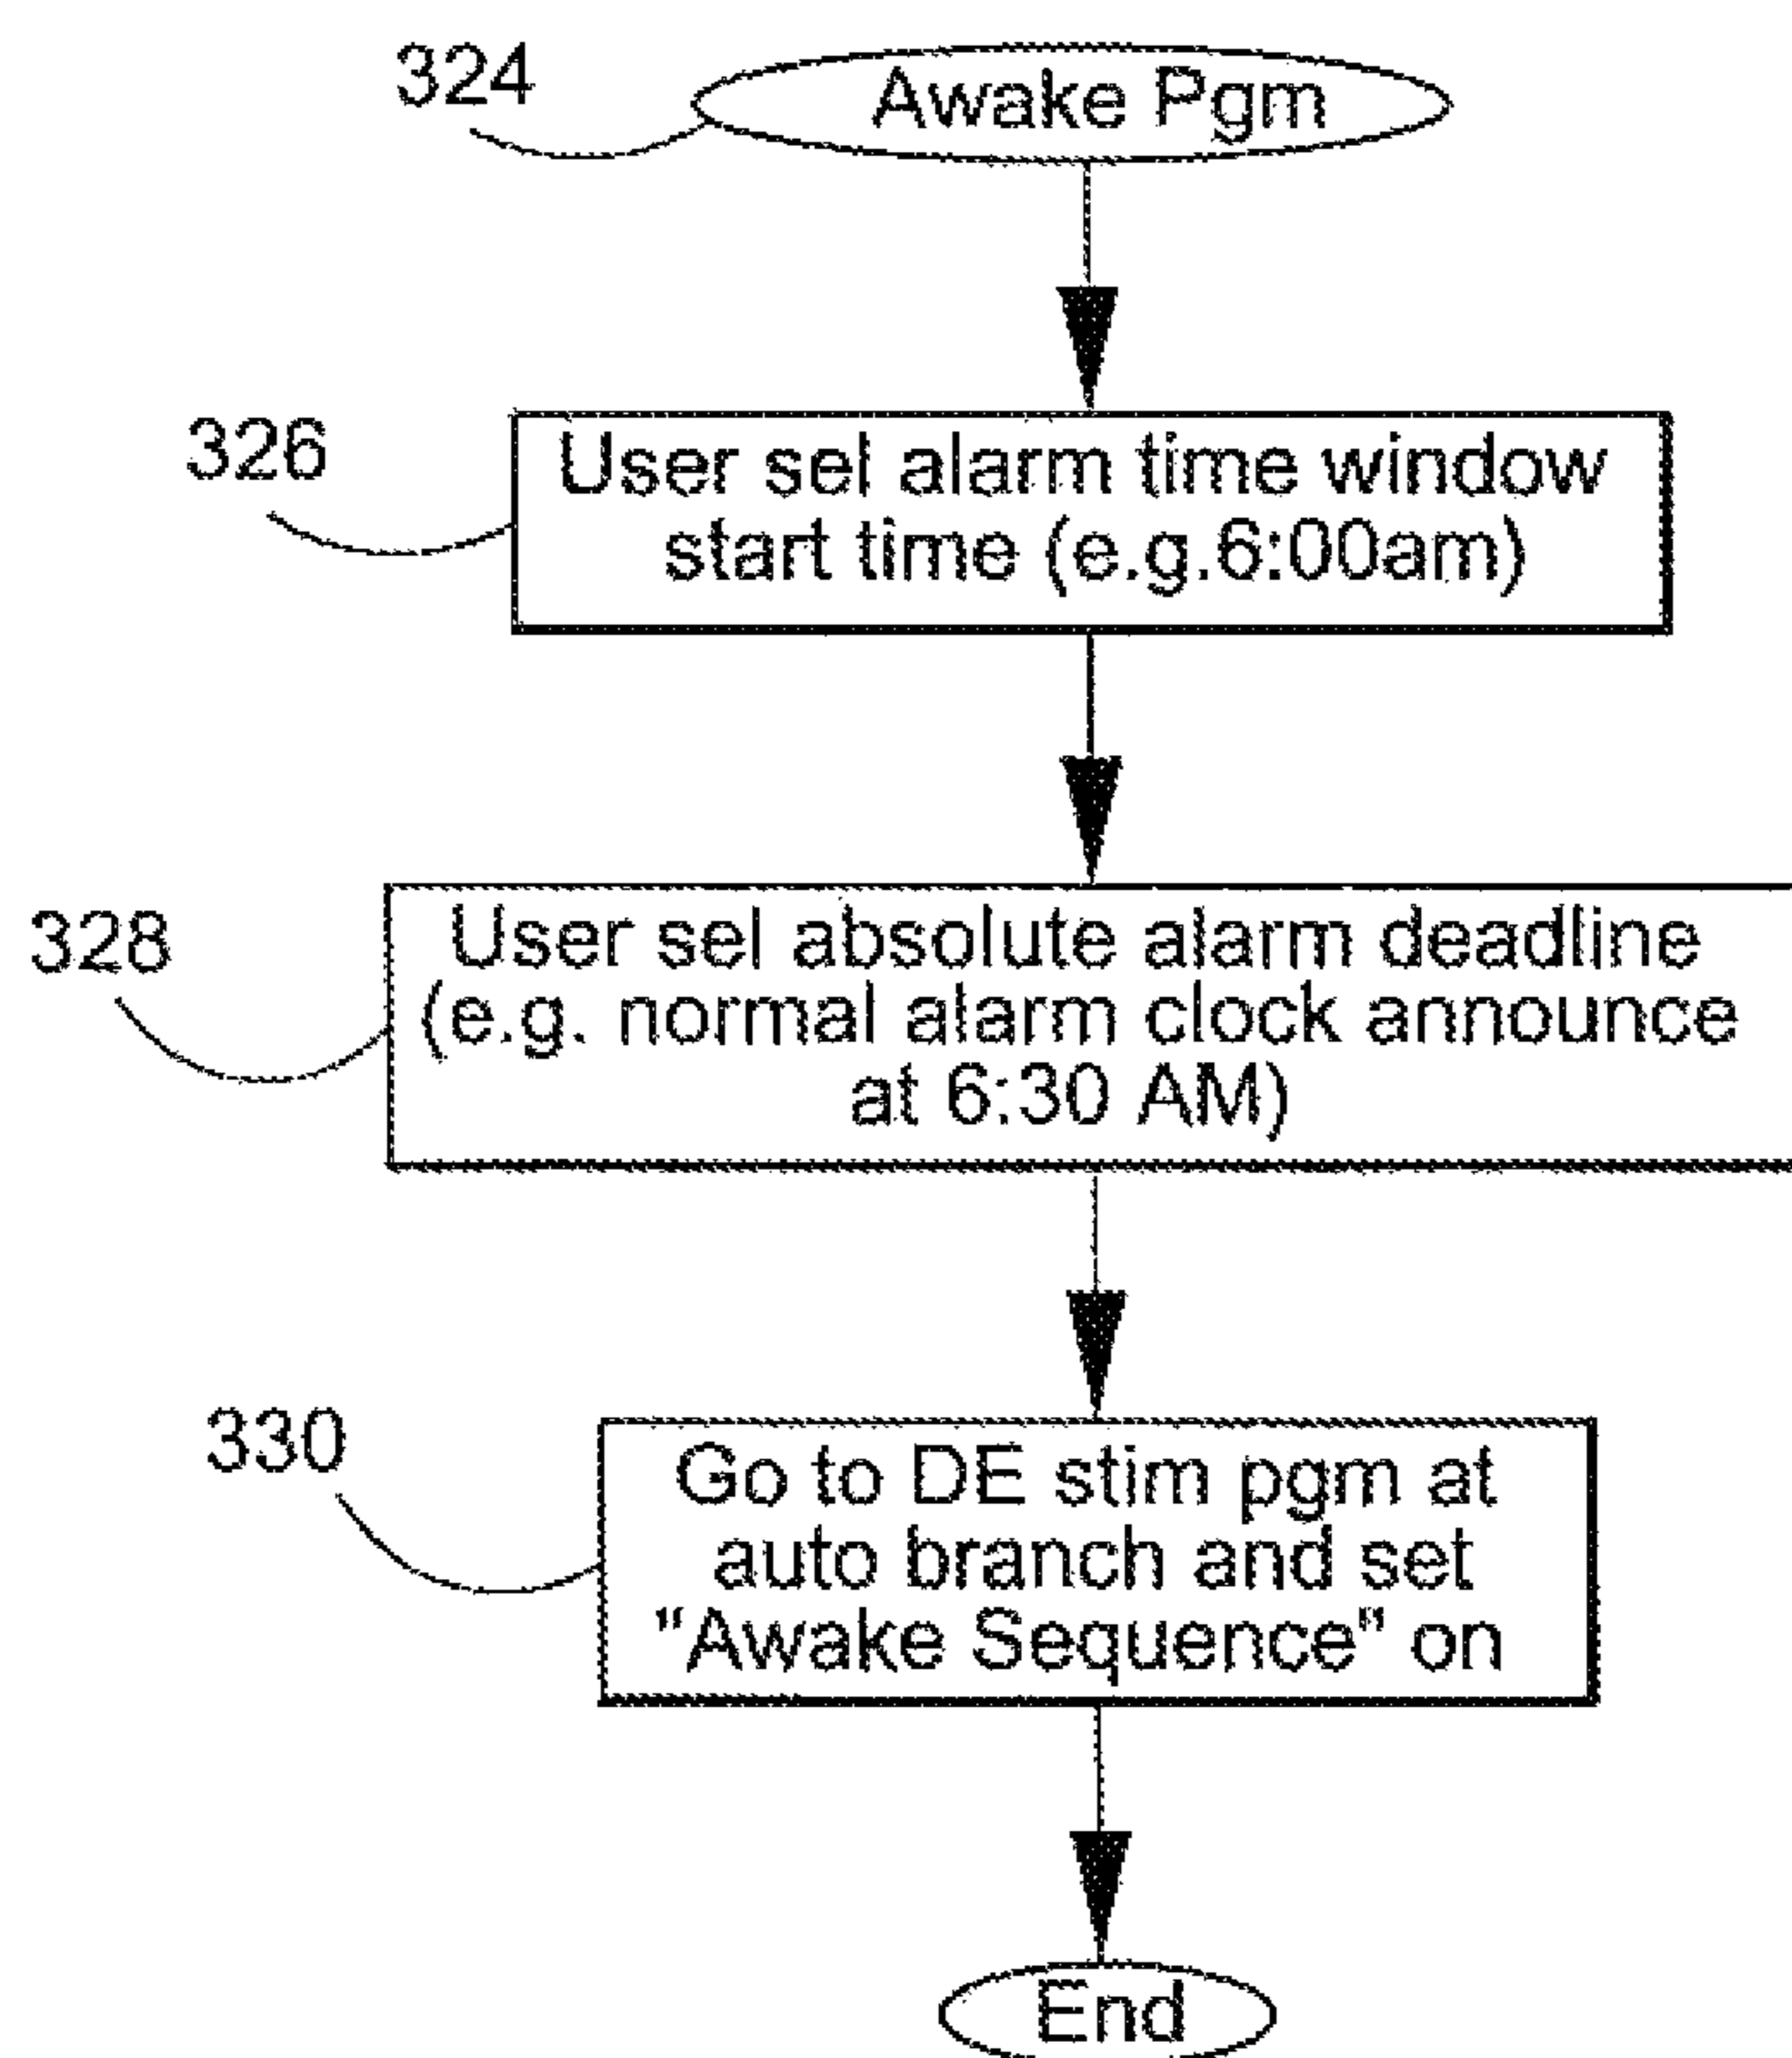 324
Awake Pgm
326
User sel alarm time window
start time (e.g.6:00am)
328
User sel absolute alarm deadline
(e.g. normal alarm clock announce
at 6:30 AM)
330
Go to DE stim pgm at
auto branch and set
"Awake Sequence" on
End